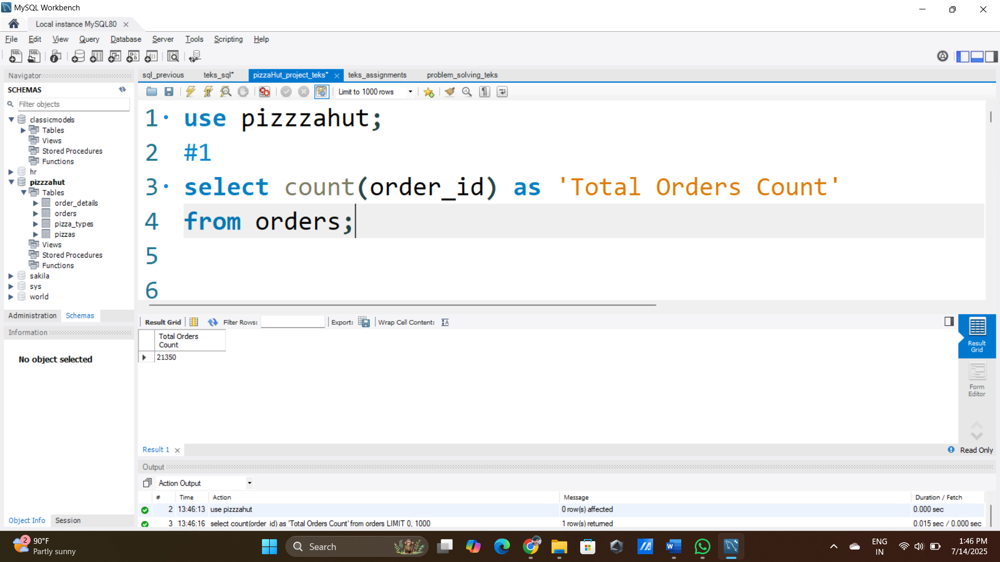 MySQL Workbench
Local instance MySQL80
File Edit View Query Database Server Tools Scripting Help
Navigator
SCHEMAS
Filter objects
classicmodels
Tables
Views
Stored Procedures
Functions
hr
pizzzahut
Tables
order_details
orders
pizza_types
pizzas
Views
Stored Procedures
Functions
sakila
sys
world
Administration Schemas
Information
No object selected
Object Info Session
sql_previous teks_sql* pizzaHut_project_teks* teks_assignments problem_solving_teks
Limit to 1000 rows
1 use pizzzahut;
2 #1
3 select count(order_id) as 'Total Orders Count'
4 from orders;
5
6
Result Grid Filter Rows: Export: Wrap Cell Content:
Total Orders
Count
21350
Result
Grid
Form
Editor
Result 1
Read Only
Output
Action Output
# Time Action Message Duration / Fetch
2 13:46:13 use pizzzahut 0 row(s) affected 0.000 sec
3 13:46:16 select count(order_id) as 'Total Orders Count' from orders LIMIT 0, 1000 1 row(s) returned 0.015 sec / 0.000 sec
2
90°F
Partly sunny
Search
ENG
IN
1:46 PM
7/14/2025